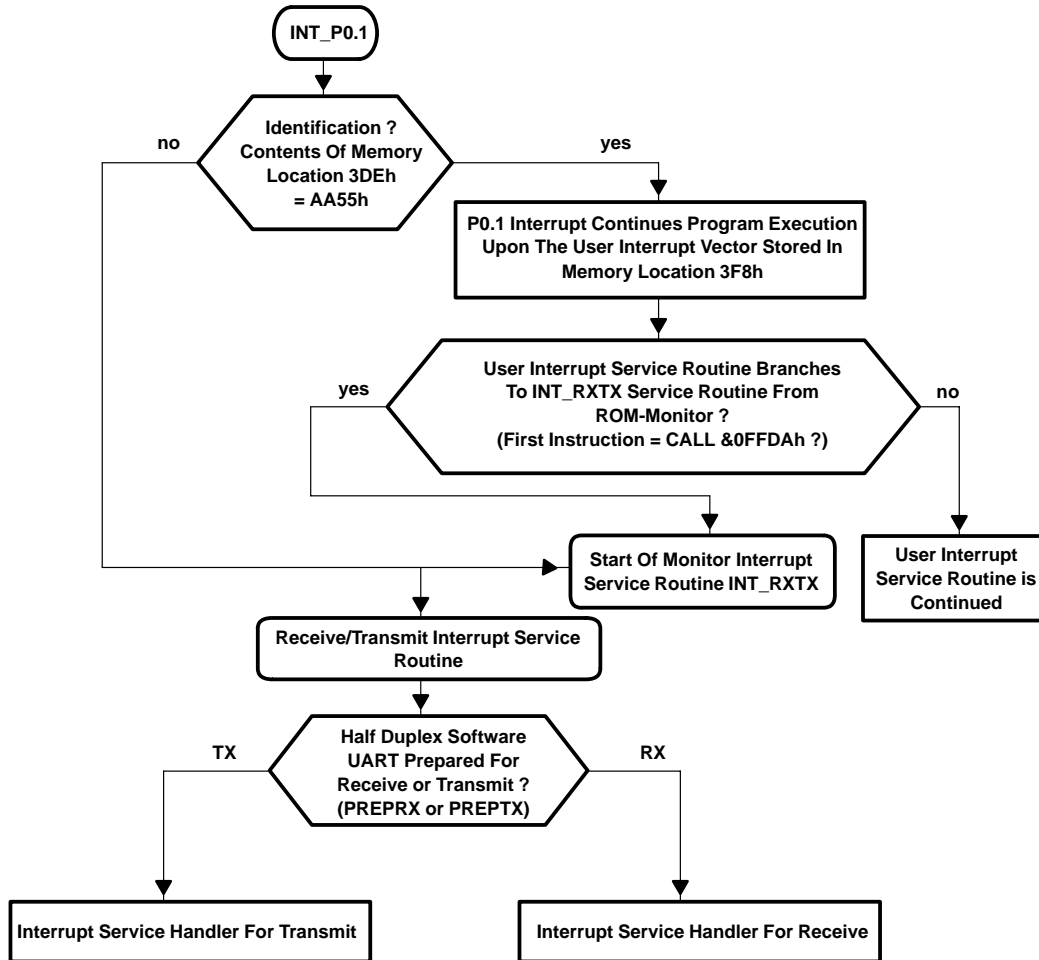 INT_P0.1
Identification ?
Contents Of Memory
Location 3DEh
= AA55h
no
yes
P0.1 Interrupt Continues Program Execution
Upon The User Interrupt Vector Stored In
Memory Location 3F8h
User Interrupt Service Routine Branches
To INT_RXTX Service Routine From
ROM-Monitor ?
(First Instruction = CALL &0FFDAh ?)
yes
no
Start Of Monitor Interrupt
Service Routine INT_RXTX
User Interrupt
Service Routine is
Continued
Receive/Transmit Interrupt Service
Routine
Half Duplex Software
UART Prepared For
Receive or Transmit ?
(PREPRX or PREPTX)
TX
RX
Interrupt Service Handler For Transmit
Interrupt Service Handler For Receive